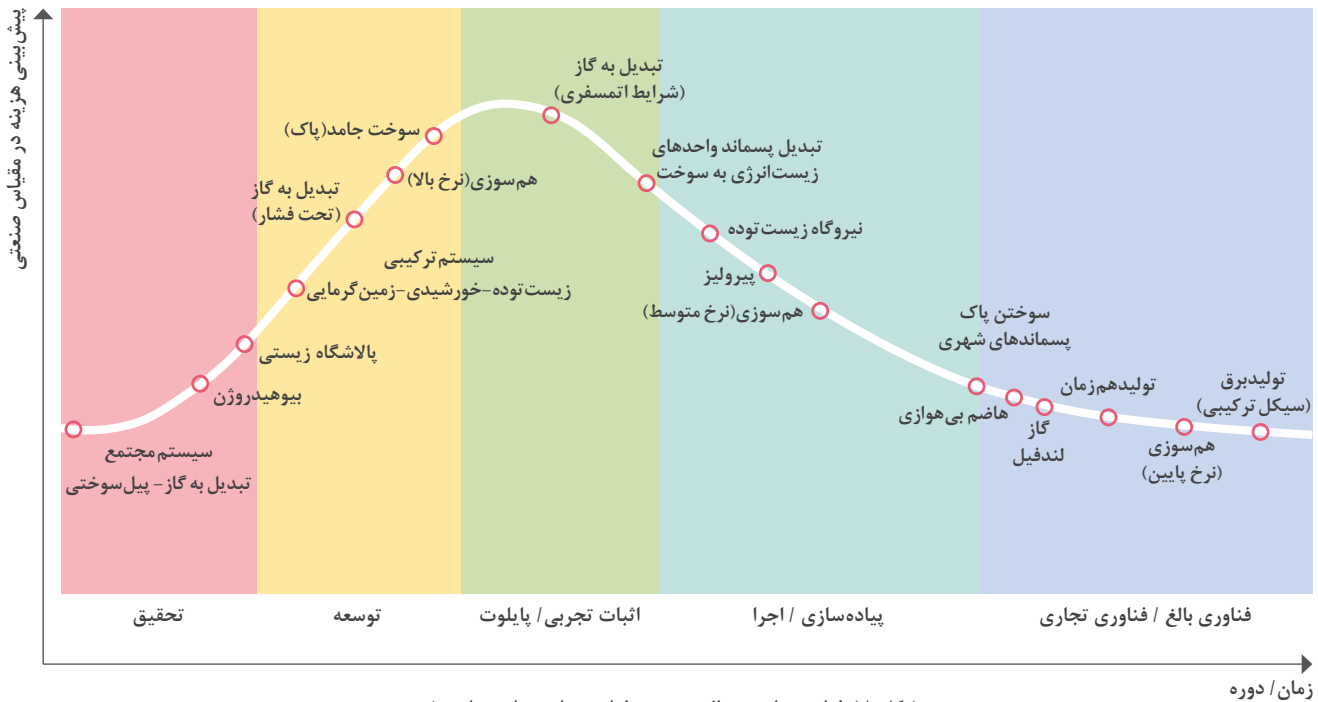 پیش‌بینی هزینه در مقیاس صنعتی
تبدیل به گاز
(شرایط اتمسفری)
سوخت جامد(پاک)
تبدیل پسماند واحدهای
زیست‌انرژی به سوخت
هم‌سوزی(نرخ بالا)
تبدیل به گاز
(تحت فشار)
نیروگاه زیست‌توده
سیستم ترکیبی
زیست‌توده-خورشیدی-زمین‌گرمایی
پیرولیز
هم‌سوزی(نرخ متوسط)
سوختن پاک
پسماندهای شهری
پالاشگاه زیستی
بیوهیدروژن
تولیدبرق
(سیکل ترکیبی)
تولیدهم‌زمان
هاضم بی‌هوازی
گاز
لندفیل
هم‌سوزی
(نرخ پایین)
سیستم مجتمع
تبدیل به گاز - پیل‌سوختی
تحقیق
توسعه
اثبات تجربی/ پایلوت
پیاده‌سازی / اجرا
فناوری بالغ / فناوری تجاری
زمان/ دوره